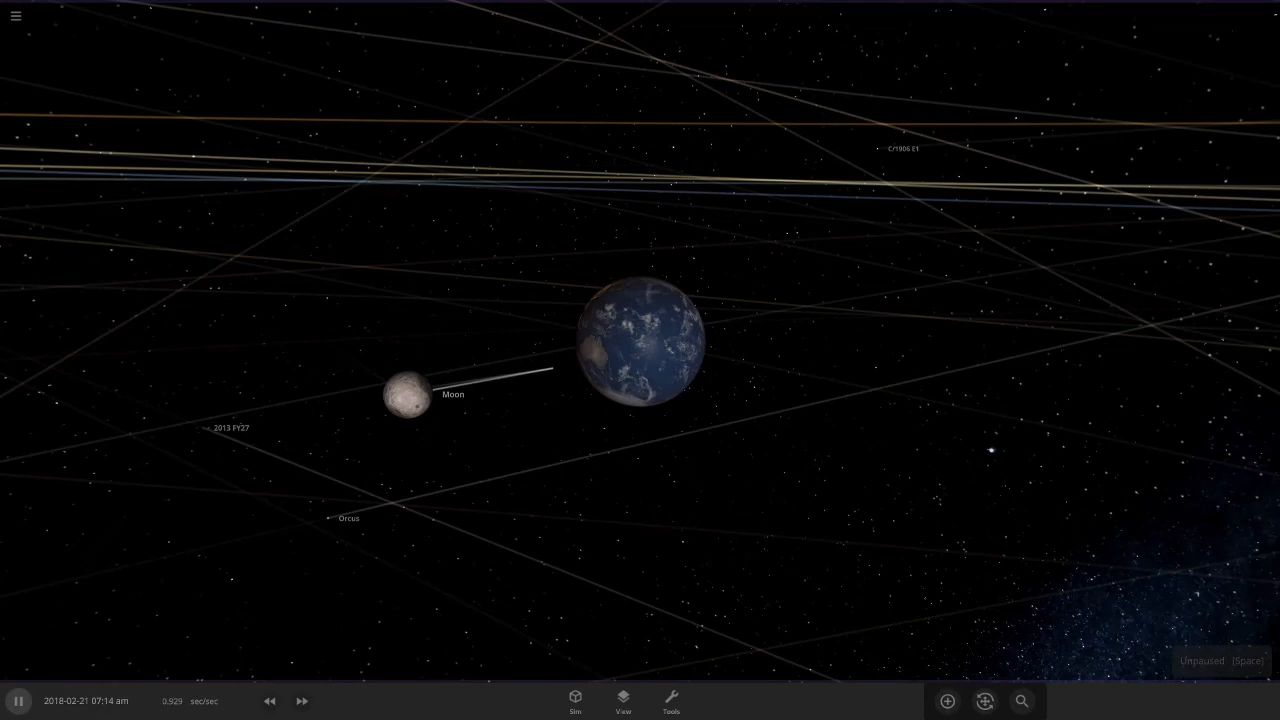 C/1906 E1
Moon
2013 FY27
Orcus
Unpaused [Space]
2018-02-21 07:14 am 0.929 sec/sec
Sim View Tools